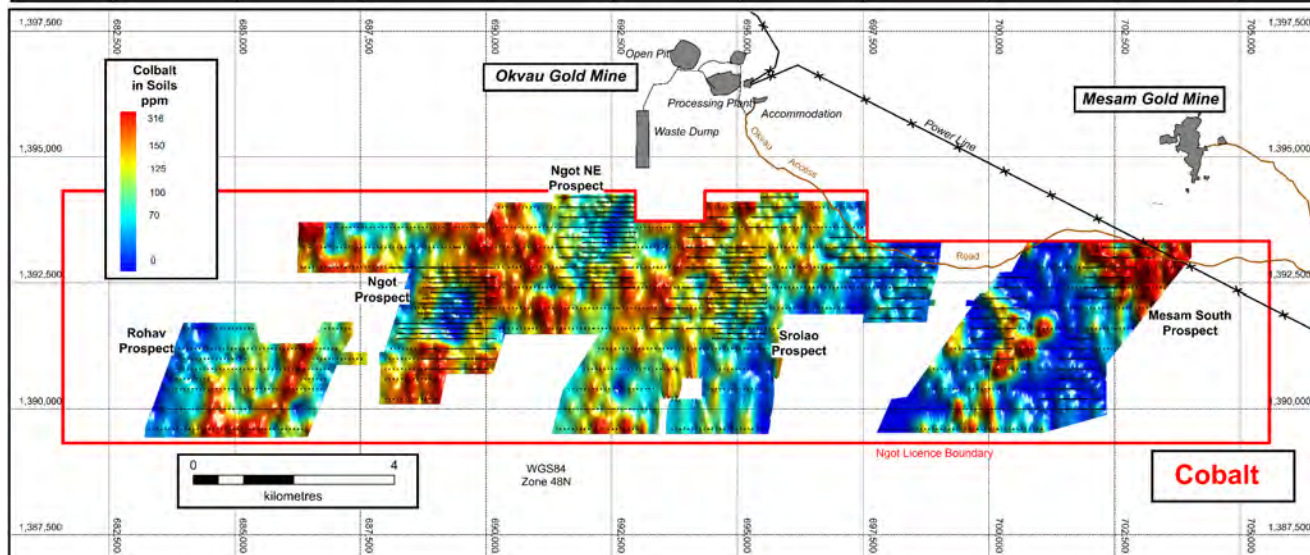 1,397,500
682,500
685,000
687,500
690,000
692,500
695,000
697,500
700,000
702,500
705,000
1,397,500
Colbalt
in Soils
ppm
316
150
125
100
70
0
Open Pit
Okvau Gold Mine
Processing Plant
Accommodation
Waste Dump
Okvau
Access
Road
Power Line
Mesam Gold Mine
1,395,000
1,395,000
Ngot NE
Prospect
1,392,500
1,392,500
Ngot
Prospect
Rohav
Prospect
Srolao
Prospect
Mesam South
Prospect
1,390,000
1,390,000
Ngot Licence Boundary
0 4
kilometres
WGS84
Zone 48N
Cobalt
1,387,500
682,500
685,000
687,500
690,000
692,500
695,000
697,500
700,000
702,500
705,000
1,387,500